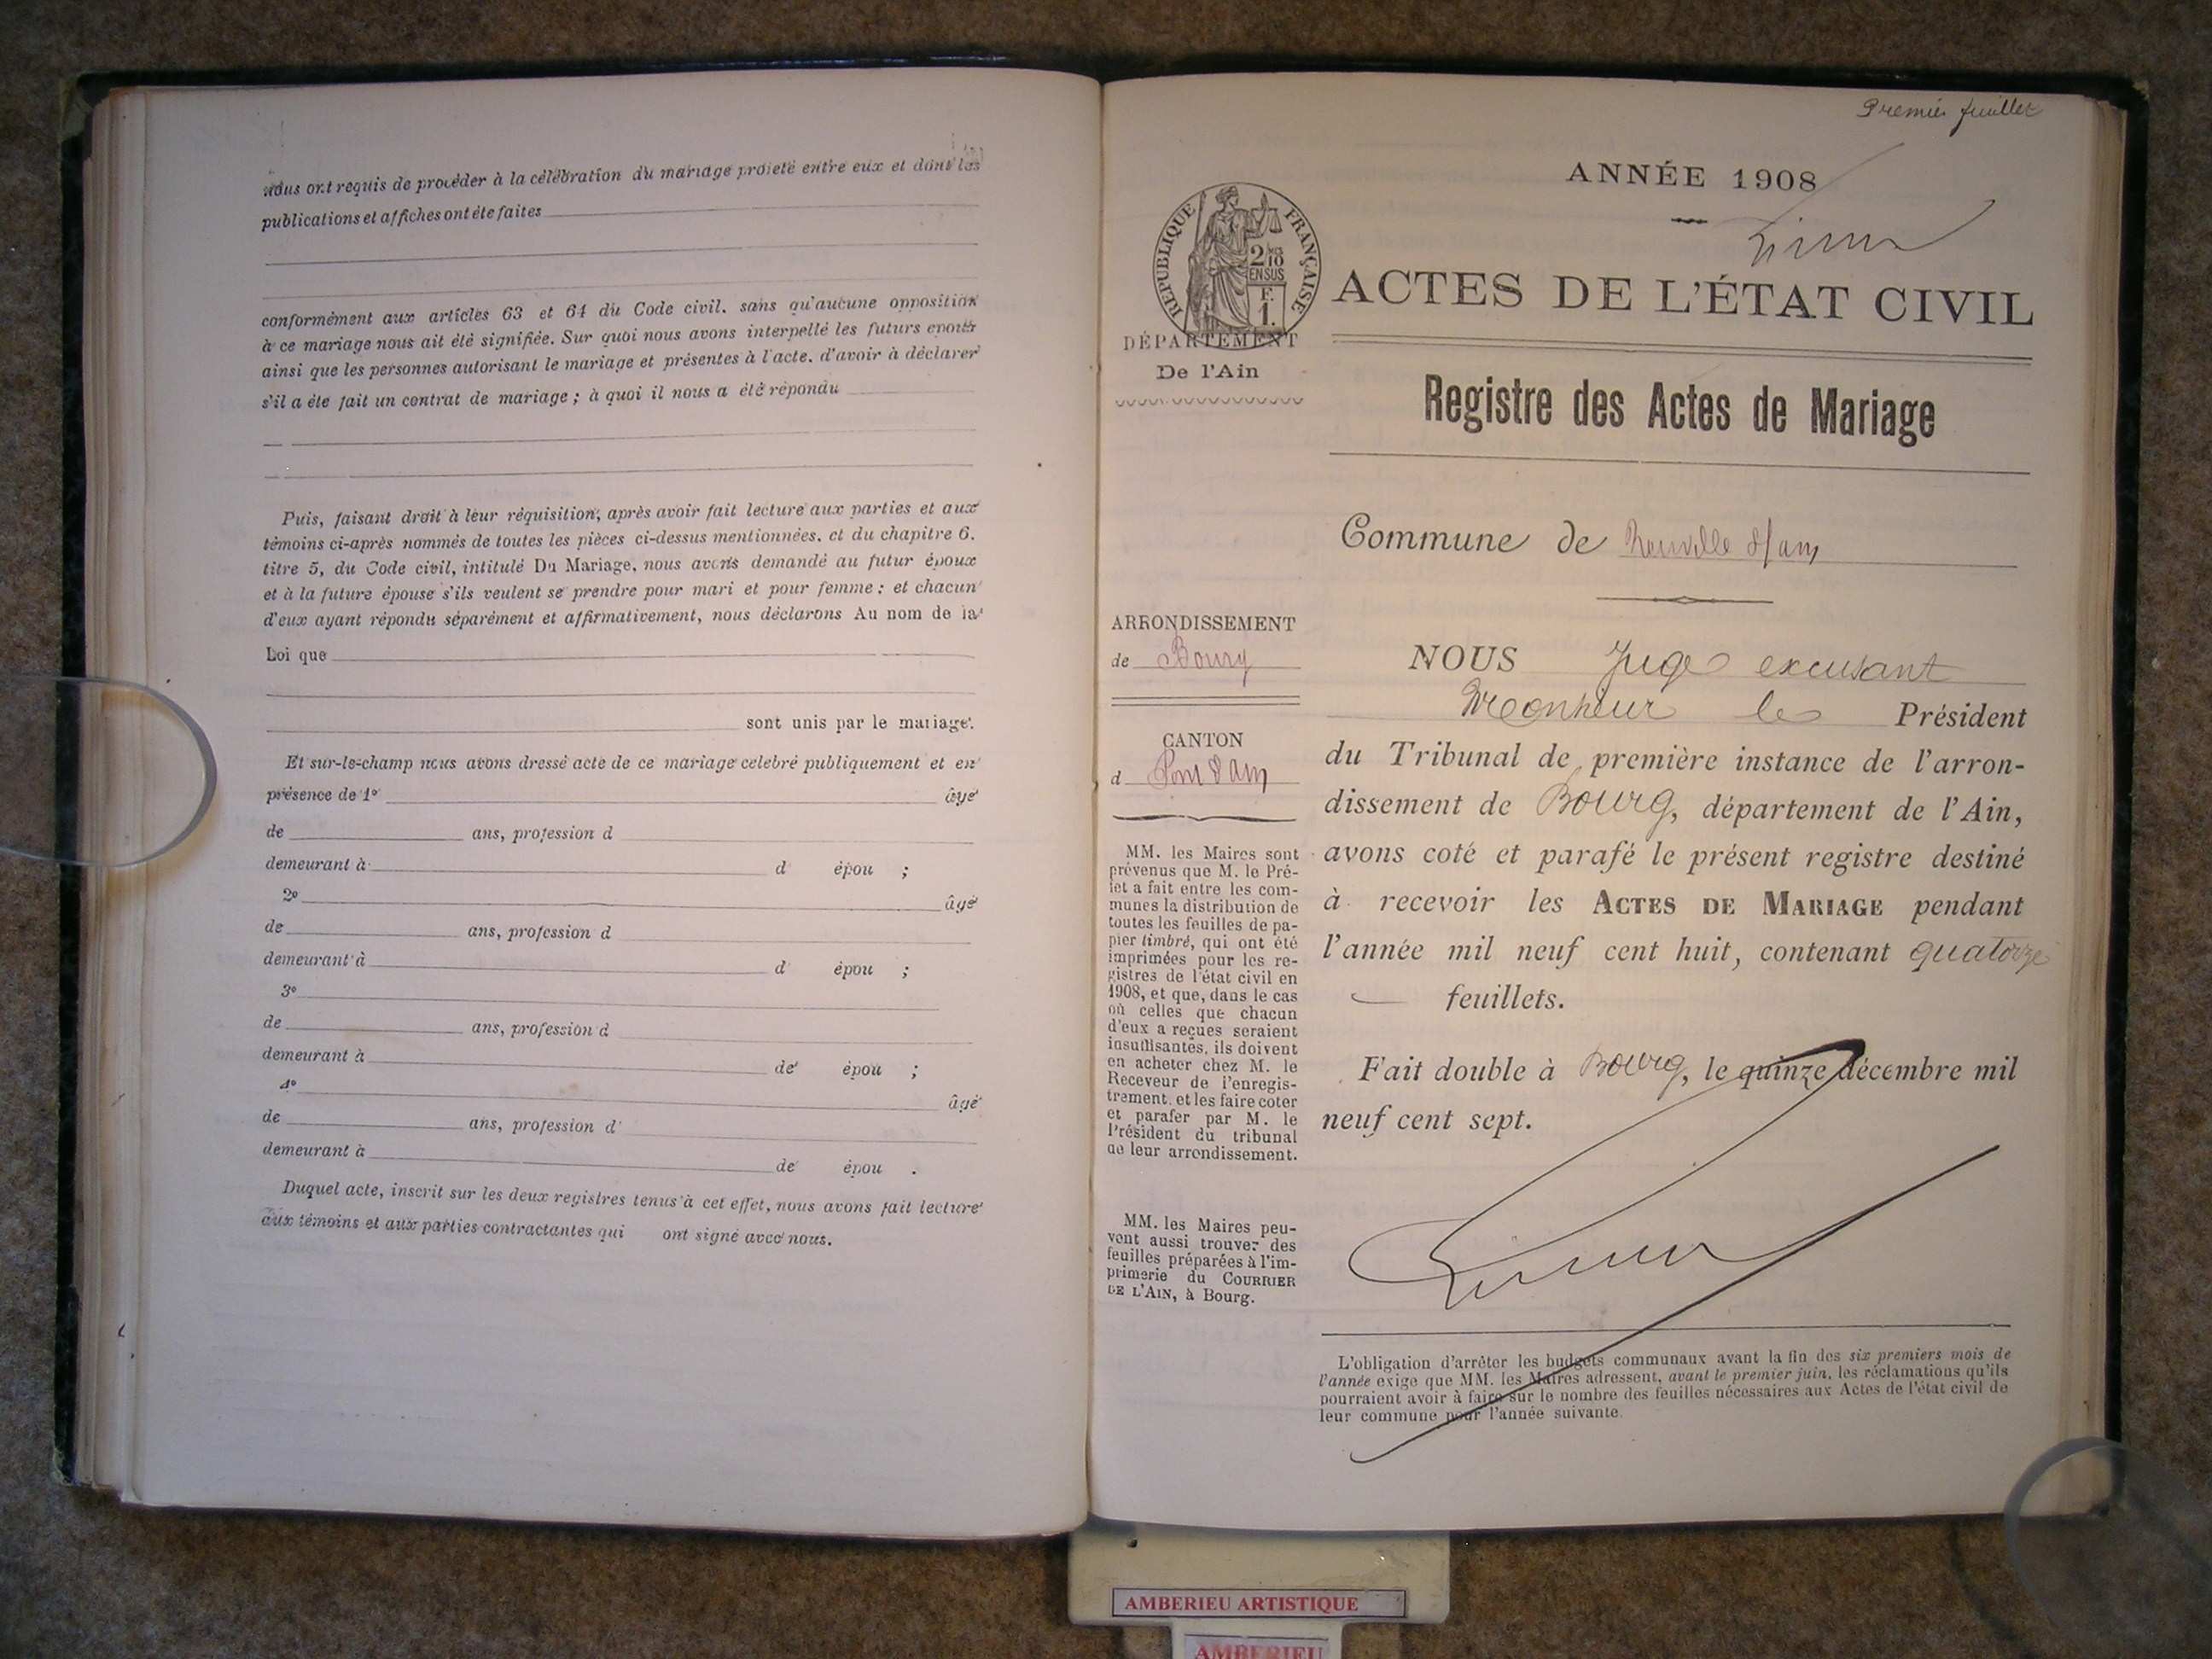 nous ont requis de procéder à la célébration du mariage projeté entre eux et dont les
publications et affiches ont été faites
conformément aux articles 63 et 64 du Code civil. sans qu'aucune opposition
à ce mariage nous ait été signifiée. Sur quoi nous avons interpellé les futurs époux
ainsi que les personnes autorisant le mariage et présentes à l'acte. d'avoir à déclarer
s'il a été fait un contrat de mariage ; à quoi il nous a été répondu
Puis, faisant droit à leur réquisition, après avoir fait lecture aux parties et aux
témoins ci-après nommés de toutes les pièces ci-dessus mentionnées. et du chapitre 6.
titre 5, du Code civil, intitulé Du Mariage, nous avons demandé au futur époux
et à la future épouse s'ils veulent se prendre pour mari et pour femme ; et chacun
d'eux ayant répondu séparément et affirmativement, nous déclarons Au nom de la
Loi que
sont unis par le mariage.
Et sur-le-champ nous avons dressé acte de ce mariage célébré publiquement et en
présence de 1º âgé
de ans, profession d
demeurant à d épou ;
2º âgé
de ans, profession d
demeurant à d épou ;
3º
de ans, profession d
demeurant à de épou ;
4º âgé
de ans, profession d
demeurant à de épou .
Duquel acte, inscrit sur les deux registres tenus à cet effet, nous avons fait lecture
aux témoins et aux parties contractantes qui ont signé avec nous.
Premier feuillet
ANNÉE 1908
RÉPUBLIQUE FRANÇAISE
2/10
EN SUS
F.
1.
ACTES DE L'ÉTAT CIVIL
DÉPARTEMENT
De l'Ain
Registre des Actes de Mariage
Commune de Neuville s/ ain
ARRONDISSEMENT
de Bourg
CANTON
d Pont d'ain
MM. les Maires sont
prévenus que M. le Pré-
fet a fait entre les com-
munes la distribution de
toutes les feuilles de pa-
pier timbré, qui ont été
imprimées pour les re-
gistres de l'état civil en
1908, et que, dans le cas
où celles que chacun
d'eux a reçues seraient
insuffisantes, ils doivent
en acheter chez M. le
Receveur de l'enregis-
trement. et les faire coter
et parafer par M. le
Président du tribunal
de leur arrondissement.
MM. les Maires peu-
vent aussi trouver des
feuilles préparées à l'im-
primerie du COURRIER
DE L'AIN, à Bourg.
NOUS Juge excusant
Monsieur le Président
du Tribunal de première instance de l'arron-
dissement de Bourg, département de l'Ain,
avons coté et parafé le présent registre destiné
à recevoir les ACTES DE MARIAGE pendant
l'année mil neuf cent huit, contenant quatorze
feuillets.
Fait double à Bourg, le quinze décembre mil
neuf cent sept.
L'obligation d'arrêter les budgets communaux avant la fin des six premiers mois de
l'année exige que MM. les Maires adressent, avant le premier juin, les réclamations qu'ils
pourraient avoir à faire sur le nombre des feuilles nécessaires aux Actes de l'état civil de
leur commune pour l'année suivante.
AMBERIEU ARTISTIQUE
AMBERIEU